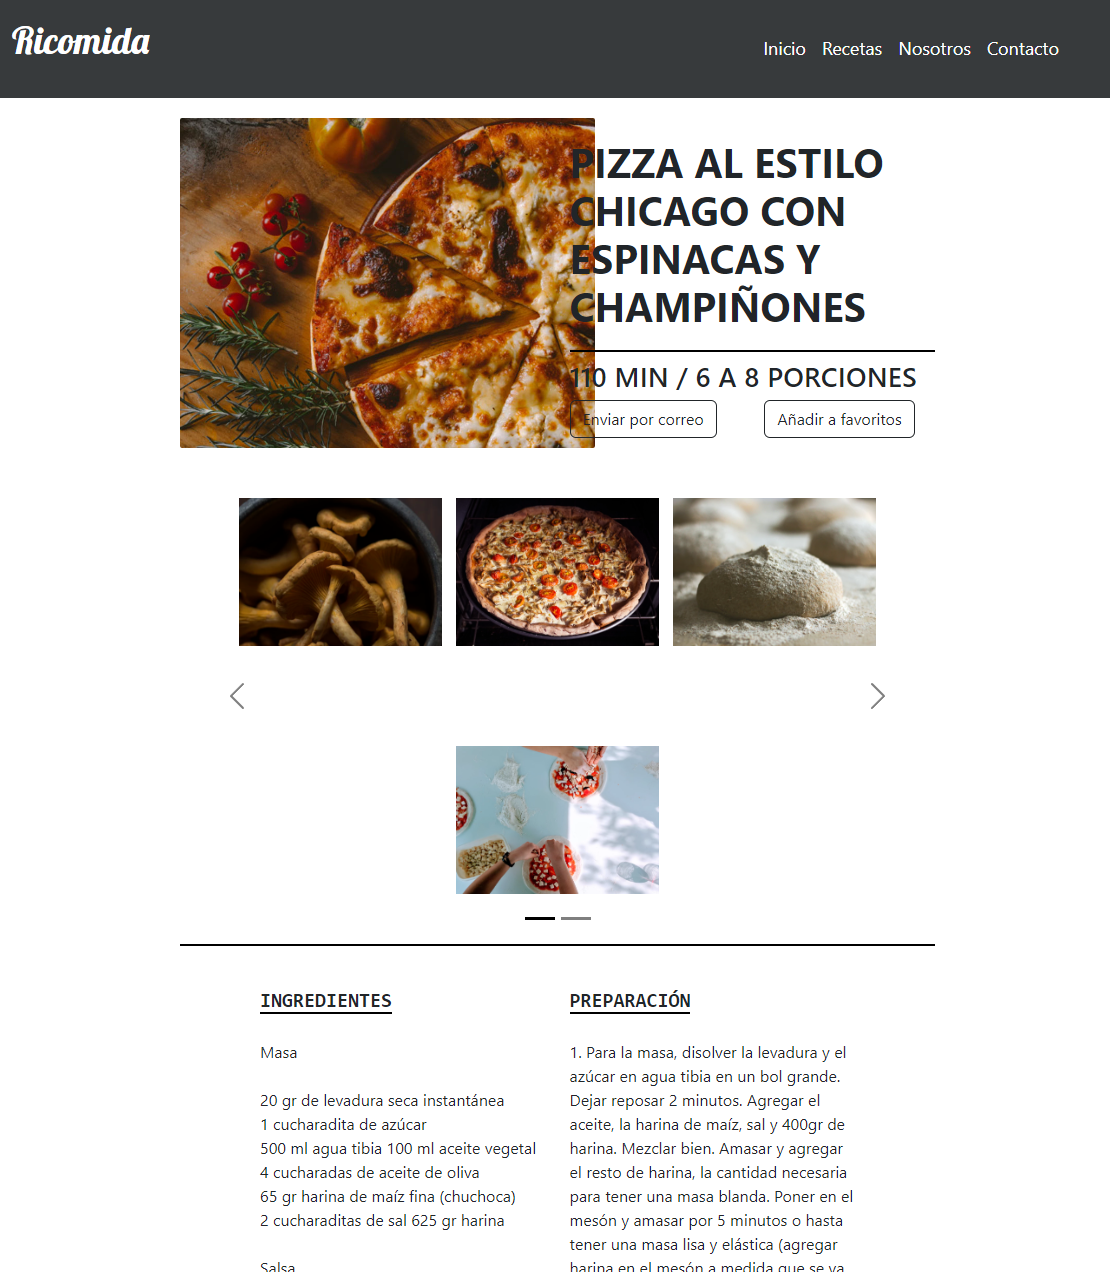 Ricomida
Inicio Recetas Nosotros Contacto
PIZZA AL ESTILO
CHICAGO CON
ESPINACAS Y
CHAMPIÑONES
110 MIN / 6 A 8 PORCIONES
Enviar por correo
Añadir a favoritos
INGREDIENTES
Masa
20 gr de levadura seca instantánea
1 cucharadita de azúcar
500 ml agua tibia 100 ml aceite vegetal
4 cucharadas de aceite de oliva
65 gr harina de maíz fina (chuchoca)
2 cucharaditas de sal 625 gr harina
Salsa
PREPARACIÓN
1. Para la masa, disolver la levadura y el
azúcar en agua tibia en un bol grande.
Dejar reposar 2 minutos. Agregar el
aceite, la harina de maíz, sal y 400gr de
harina. Mezclar bien. Amasar y agregar
el resto de harina, la cantidad necesaria
para tener una masa blanda. Poner en el
mesón y amasar por 5 minutos o hasta
tener una masa lisa y elástica (agregar
harina en el mesón a medida que se va